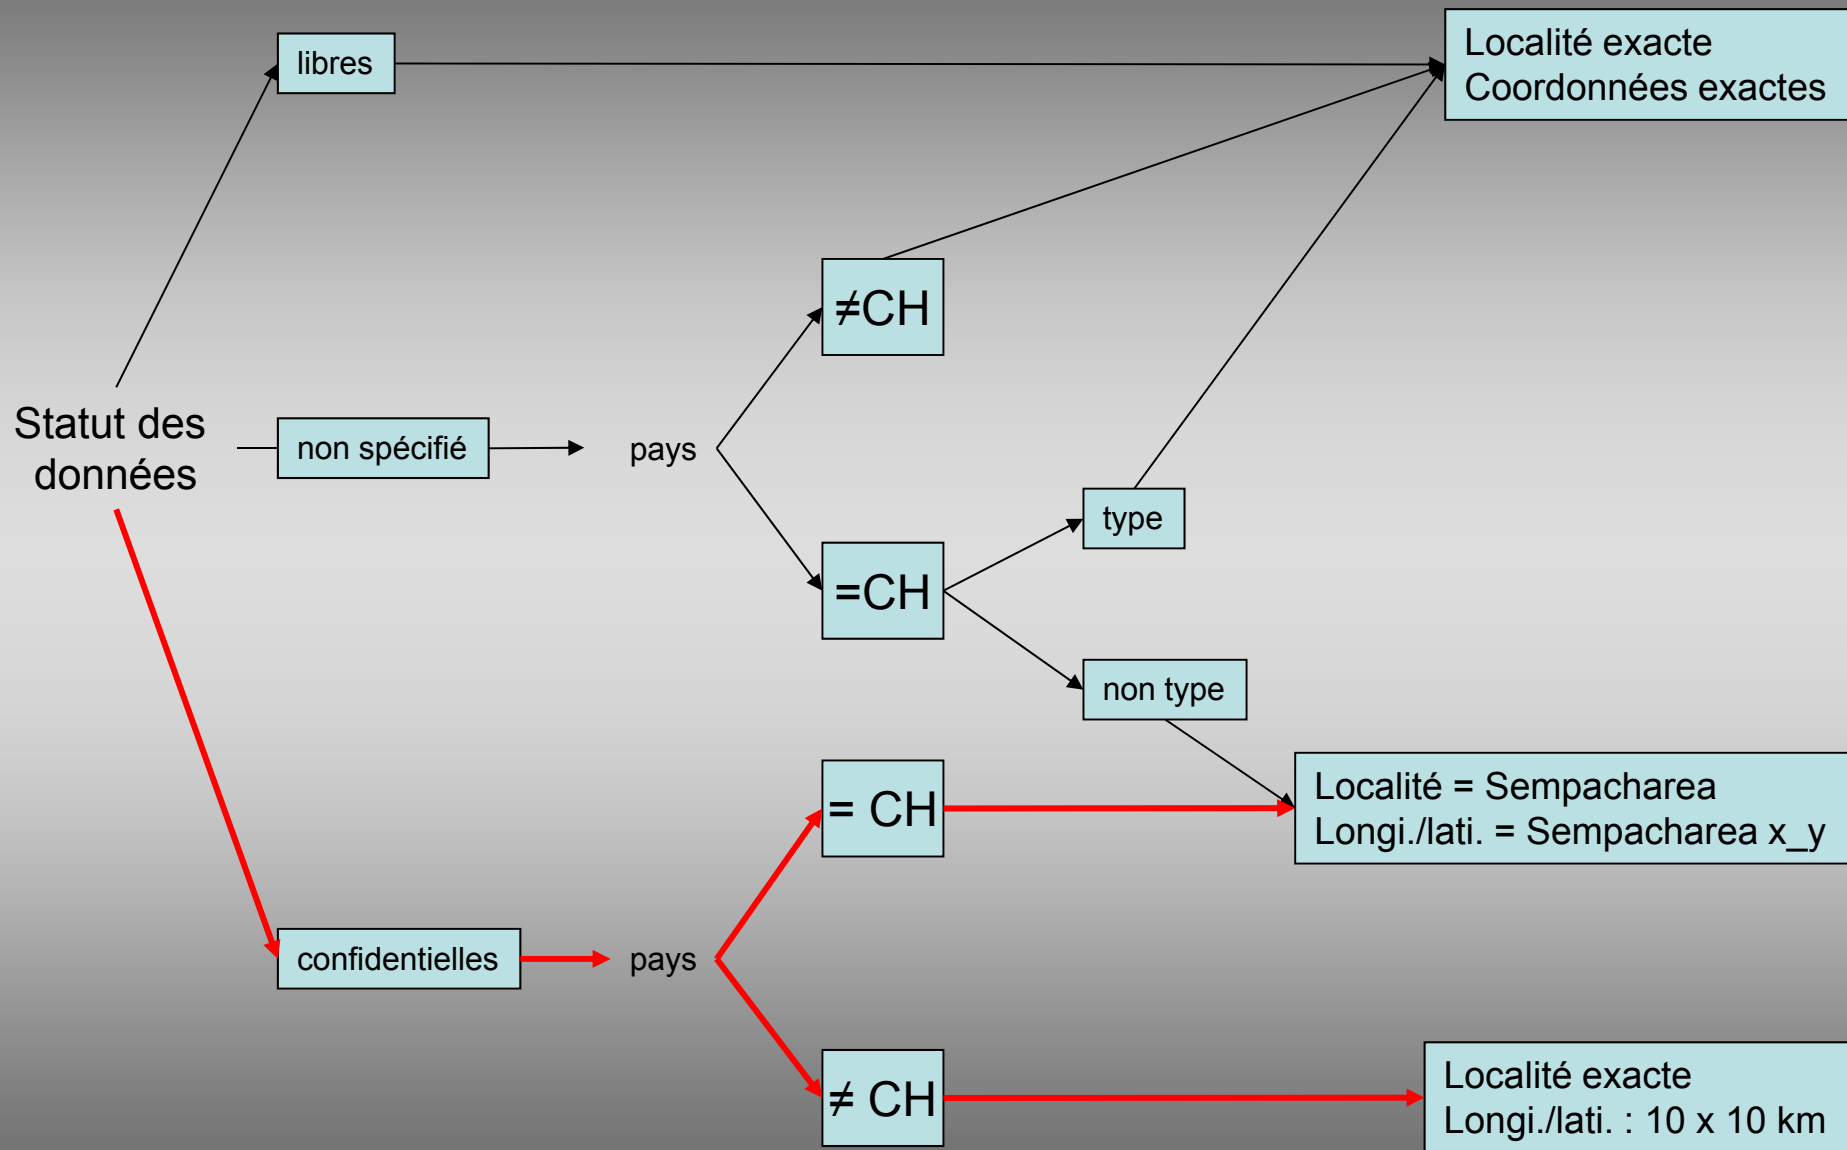 libres
Localité exacte
Coordonnées exactes
≠CH
Statut des
données
non spécifié
pays
type
=CH
non type
Localité = Sempacharea
Longi./lati. = Sempacharea x_y
= CH
confidentielles
pays
≠ CH
Localité exacte
Longi./lati. : 10 x 10 km